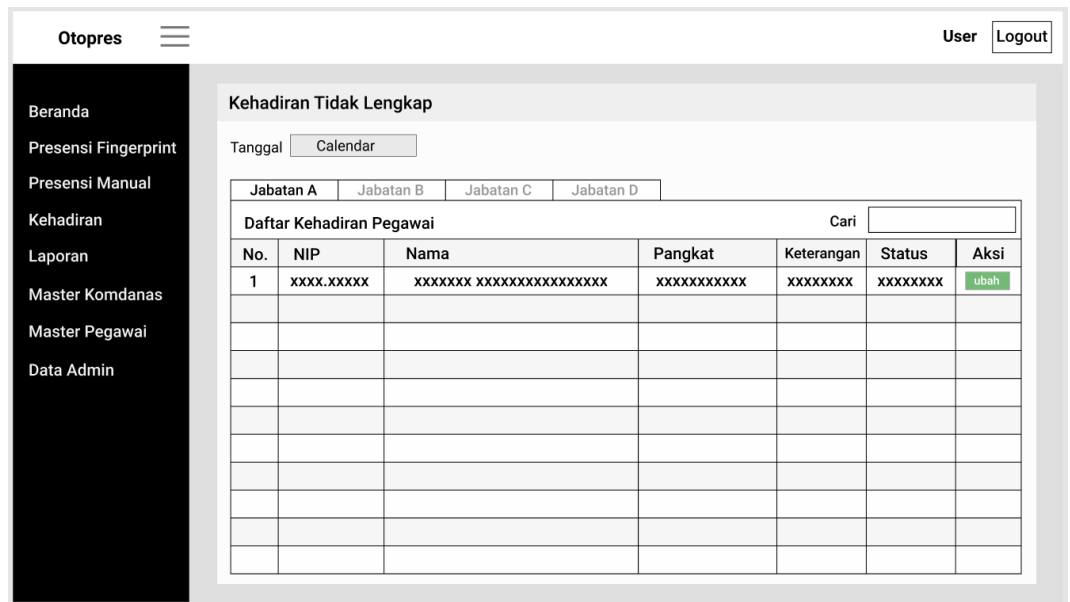 Otopres User Logout
Beranda
Presensi Fingerprint
Presensi Manual
Kehadiran
Laporan
Master Komdanas
Master Pegawai
Data Admin
Kehadiran Tidak Lengkap
Tanggal Calendar
Jabatan A Jabatan B Jabatan C Jabatan D
Daftar Kehadiran Pegawai Cari
No. NIP Nama Pangkat Keterangan Status Aksi
1 xxxx.xxxxx xxxxxxx xxxxxxxxxxxxxxxxx xxxxxxxxxxx xxxxxxxx xxxxxxxx ubah